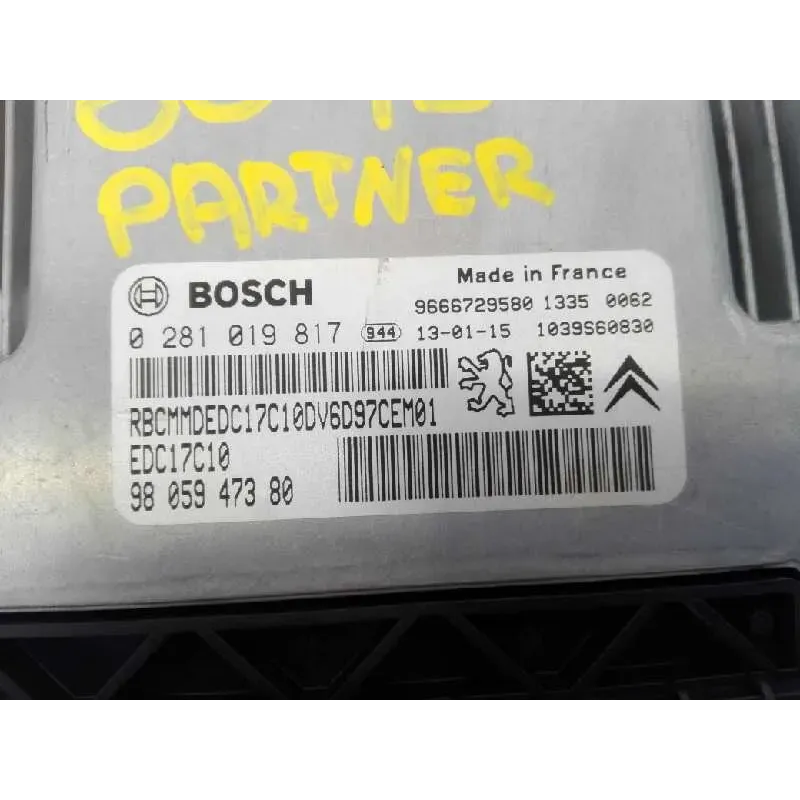 PARTNER
BOSCH
Made in France
9666729580 1335 0062
0 281 019 817 944 13-01-15 1039S60830
RBCMMDEDC17C10DV6D97CEM01
EDC17C10
98 059 473 80